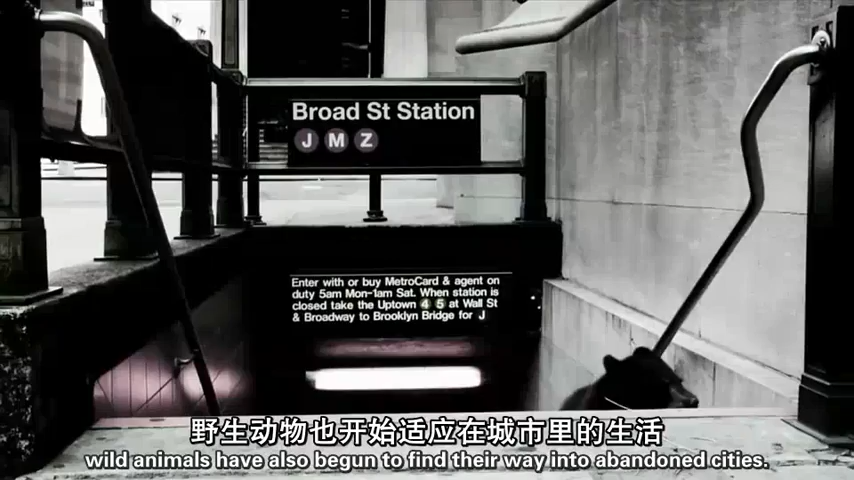 Broad St Station
J M Z
Enter with or buy MetroCard & agent on
duty 5am Mon-1am Sat. When station is
closed take the Uptown 4 5 at Wall St
& Broadway to Brooklyn Bridge for J
野生动物也开始适应在城市里的生活
wild animals have also begun to find their way into abandoned cities.